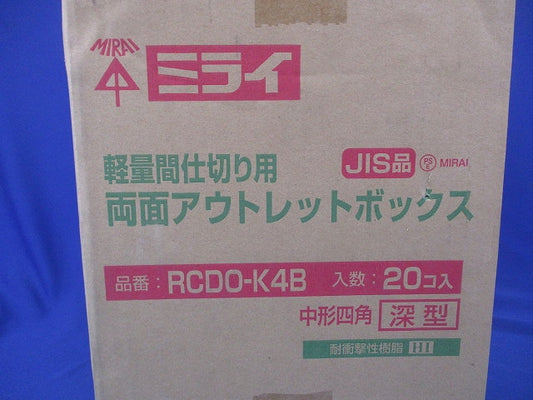 MIRAI
ミライ
軽量間仕切り用 JIS品 PS E MIRAI
両面アウトレットボックス
品番：RCDO-K4B 入数：20コ入
中形四角 深型
耐衝撃性樹脂 HI